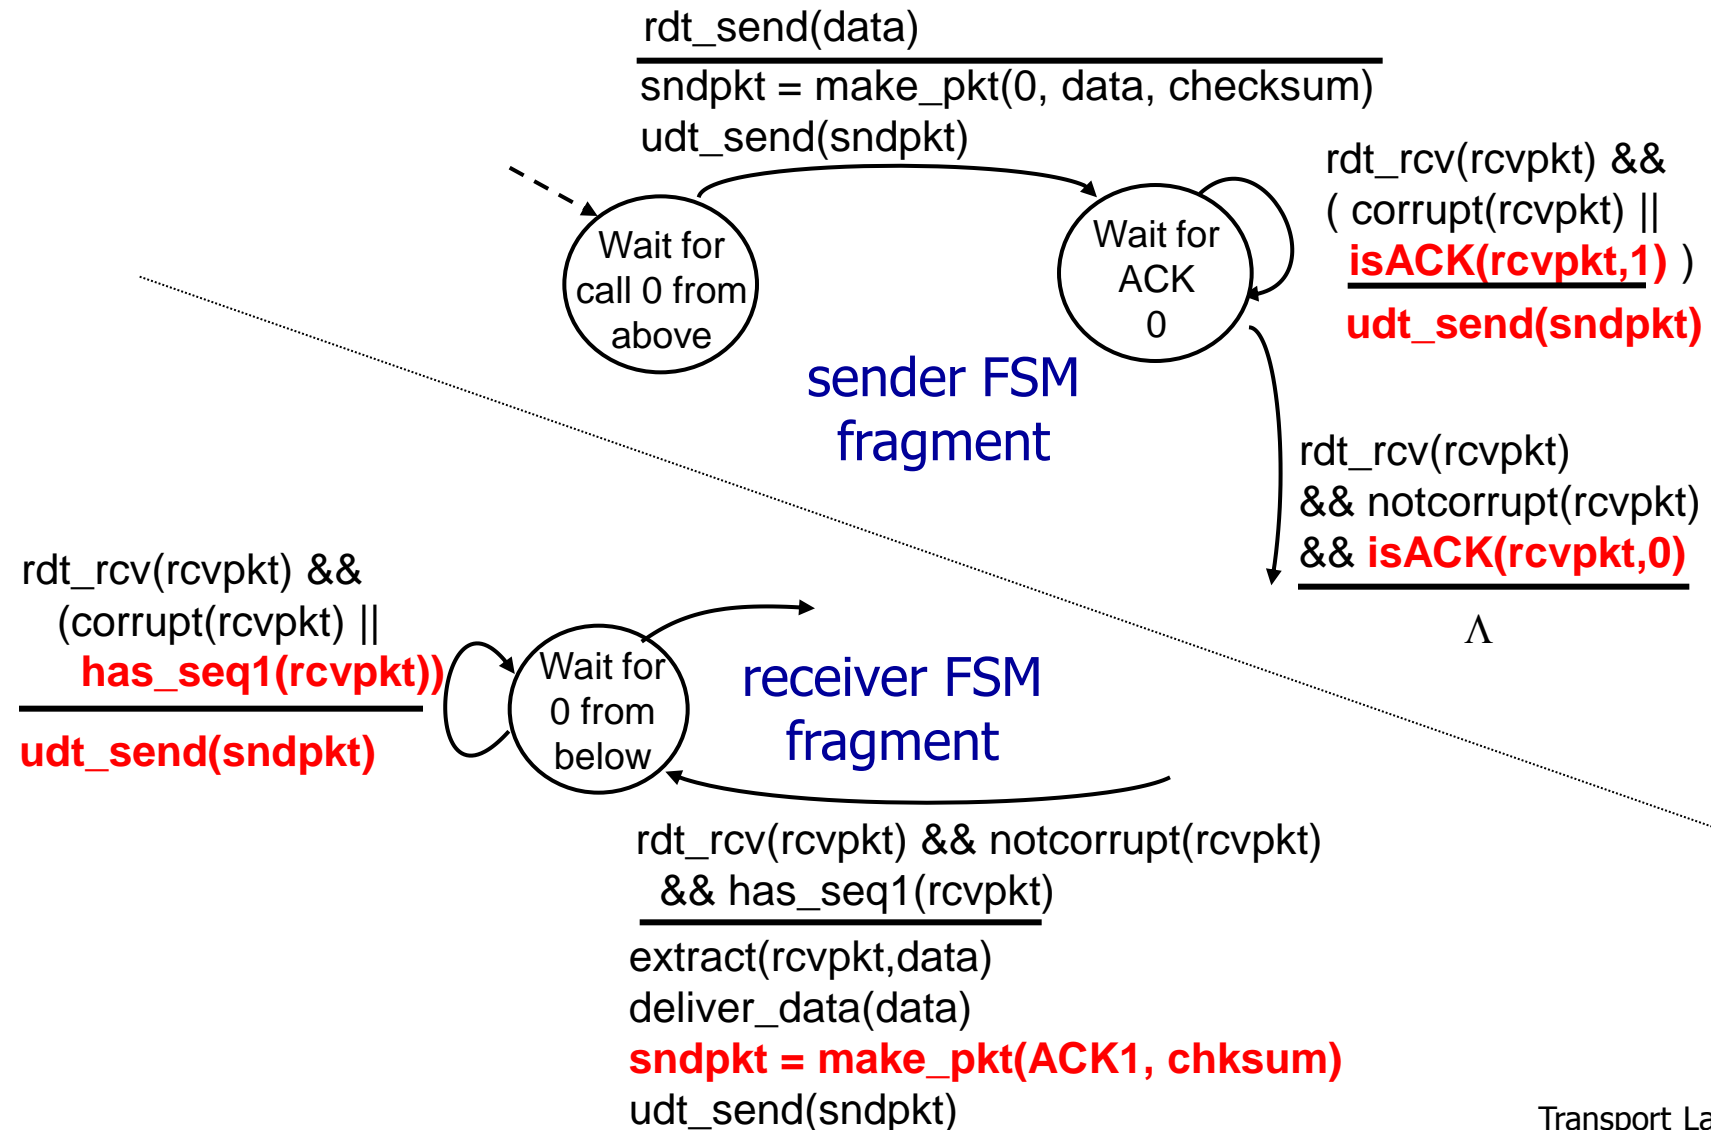 rdt_send(data)
sndpkt = make_pkt(0, data, checksum)
udt_send(sndpkt)
Wait for
call 0 from
above
Wait for
ACK
0
rdt_rcv(rcvpkt) &&
( corrupt(rcvpkt) ||
isACK(rcvpkt,1) )
udt_send(sndpkt)
sender FSM
fragment
rdt_rcv(rcvpkt)
&& notcorrupt(rcvpkt)
&& isACK(rcvpkt,0)
Λ
rdt_rcv(rcvpkt) &&
(corrupt(rcvpkt) ||
has_seq1(rcvpkt))
udt_send(sndpkt)
Wait for
0 from
below
receiver FSM
fragment
rdt_rcv(rcvpkt) && notcorrupt(rcvpkt)
&& has_seq1(rcvpkt)
extract(rcvpkt,data)
deliver_data(data)
sndpkt = make_pkt(ACK1, chksum)
udt_send(sndpkt)
Transport La